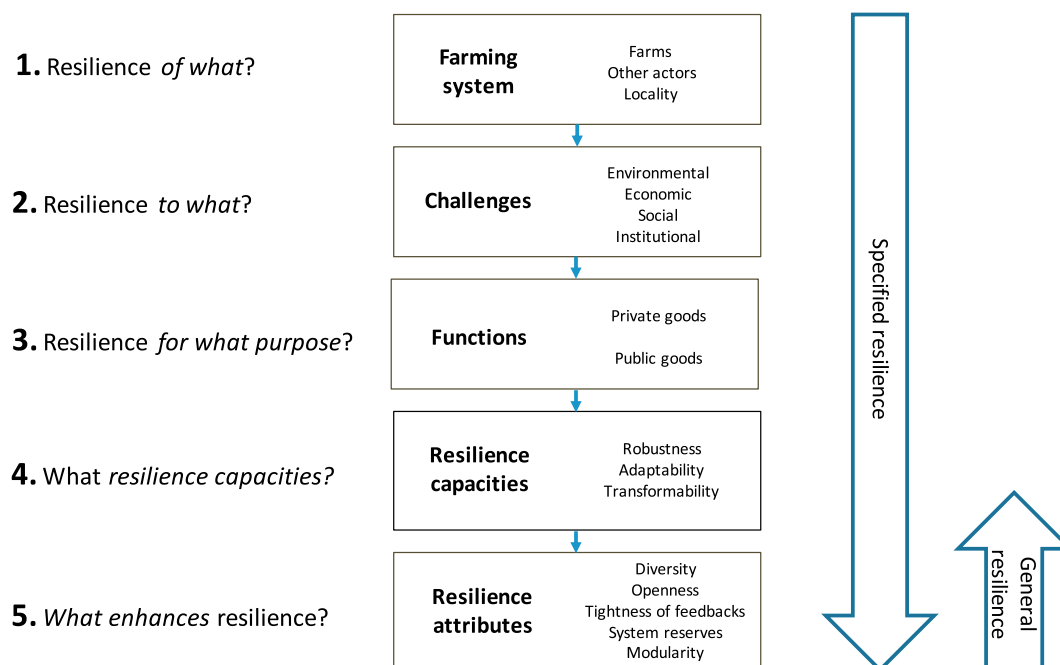 1. Resilience of what?
Farming
system
Farms
Other actors
Locality
2. Resilience to what?
Challenges
Environmental
Economic
Social
Institutional
3. Resilience for what purpose?
Functions
Private goods
Public goods
4. What resilience capacities?
Resilience
capacities
Robustness
Adaptability
Transformability
5. What enhances resilience?
Resilience
attributes
Diversity
Openness
Tightness of feedbacks
System reserves
Modularity
Specified resilience
General
resilience